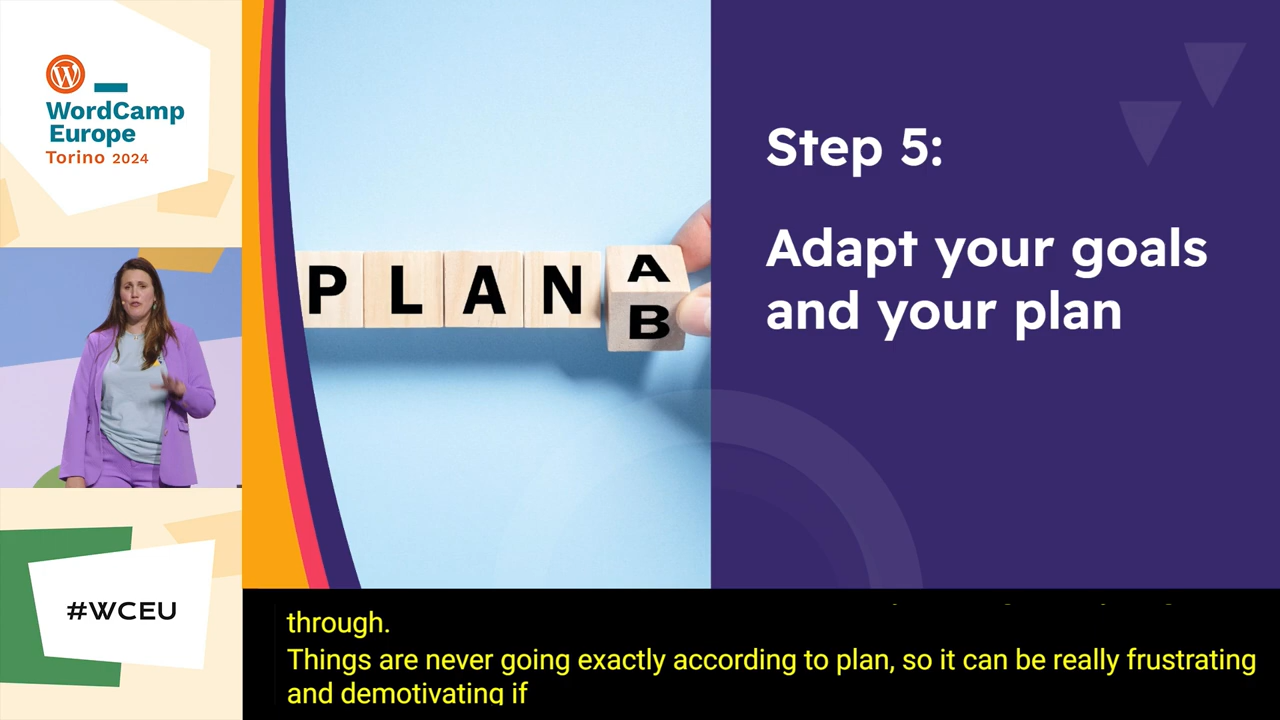 WordCamp
Europe
Torino 2024
Step 5:
Adapt your goals
and your plan
PLAN A
B
#WCEU
through.
Things are never going exactly according to plan, so it can be really frustrating
and demotivating if